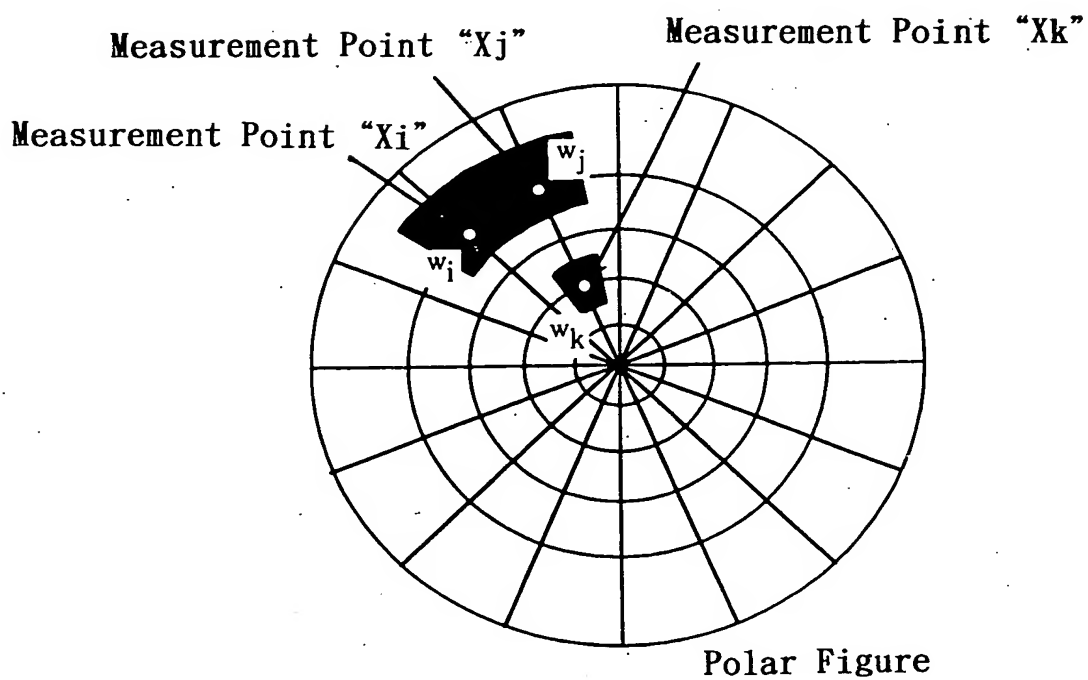 Measurement Point “Xj”
Measurement Point “Xk”
Measurement Point “Xi”
wj
wi
wk
Polar Figure